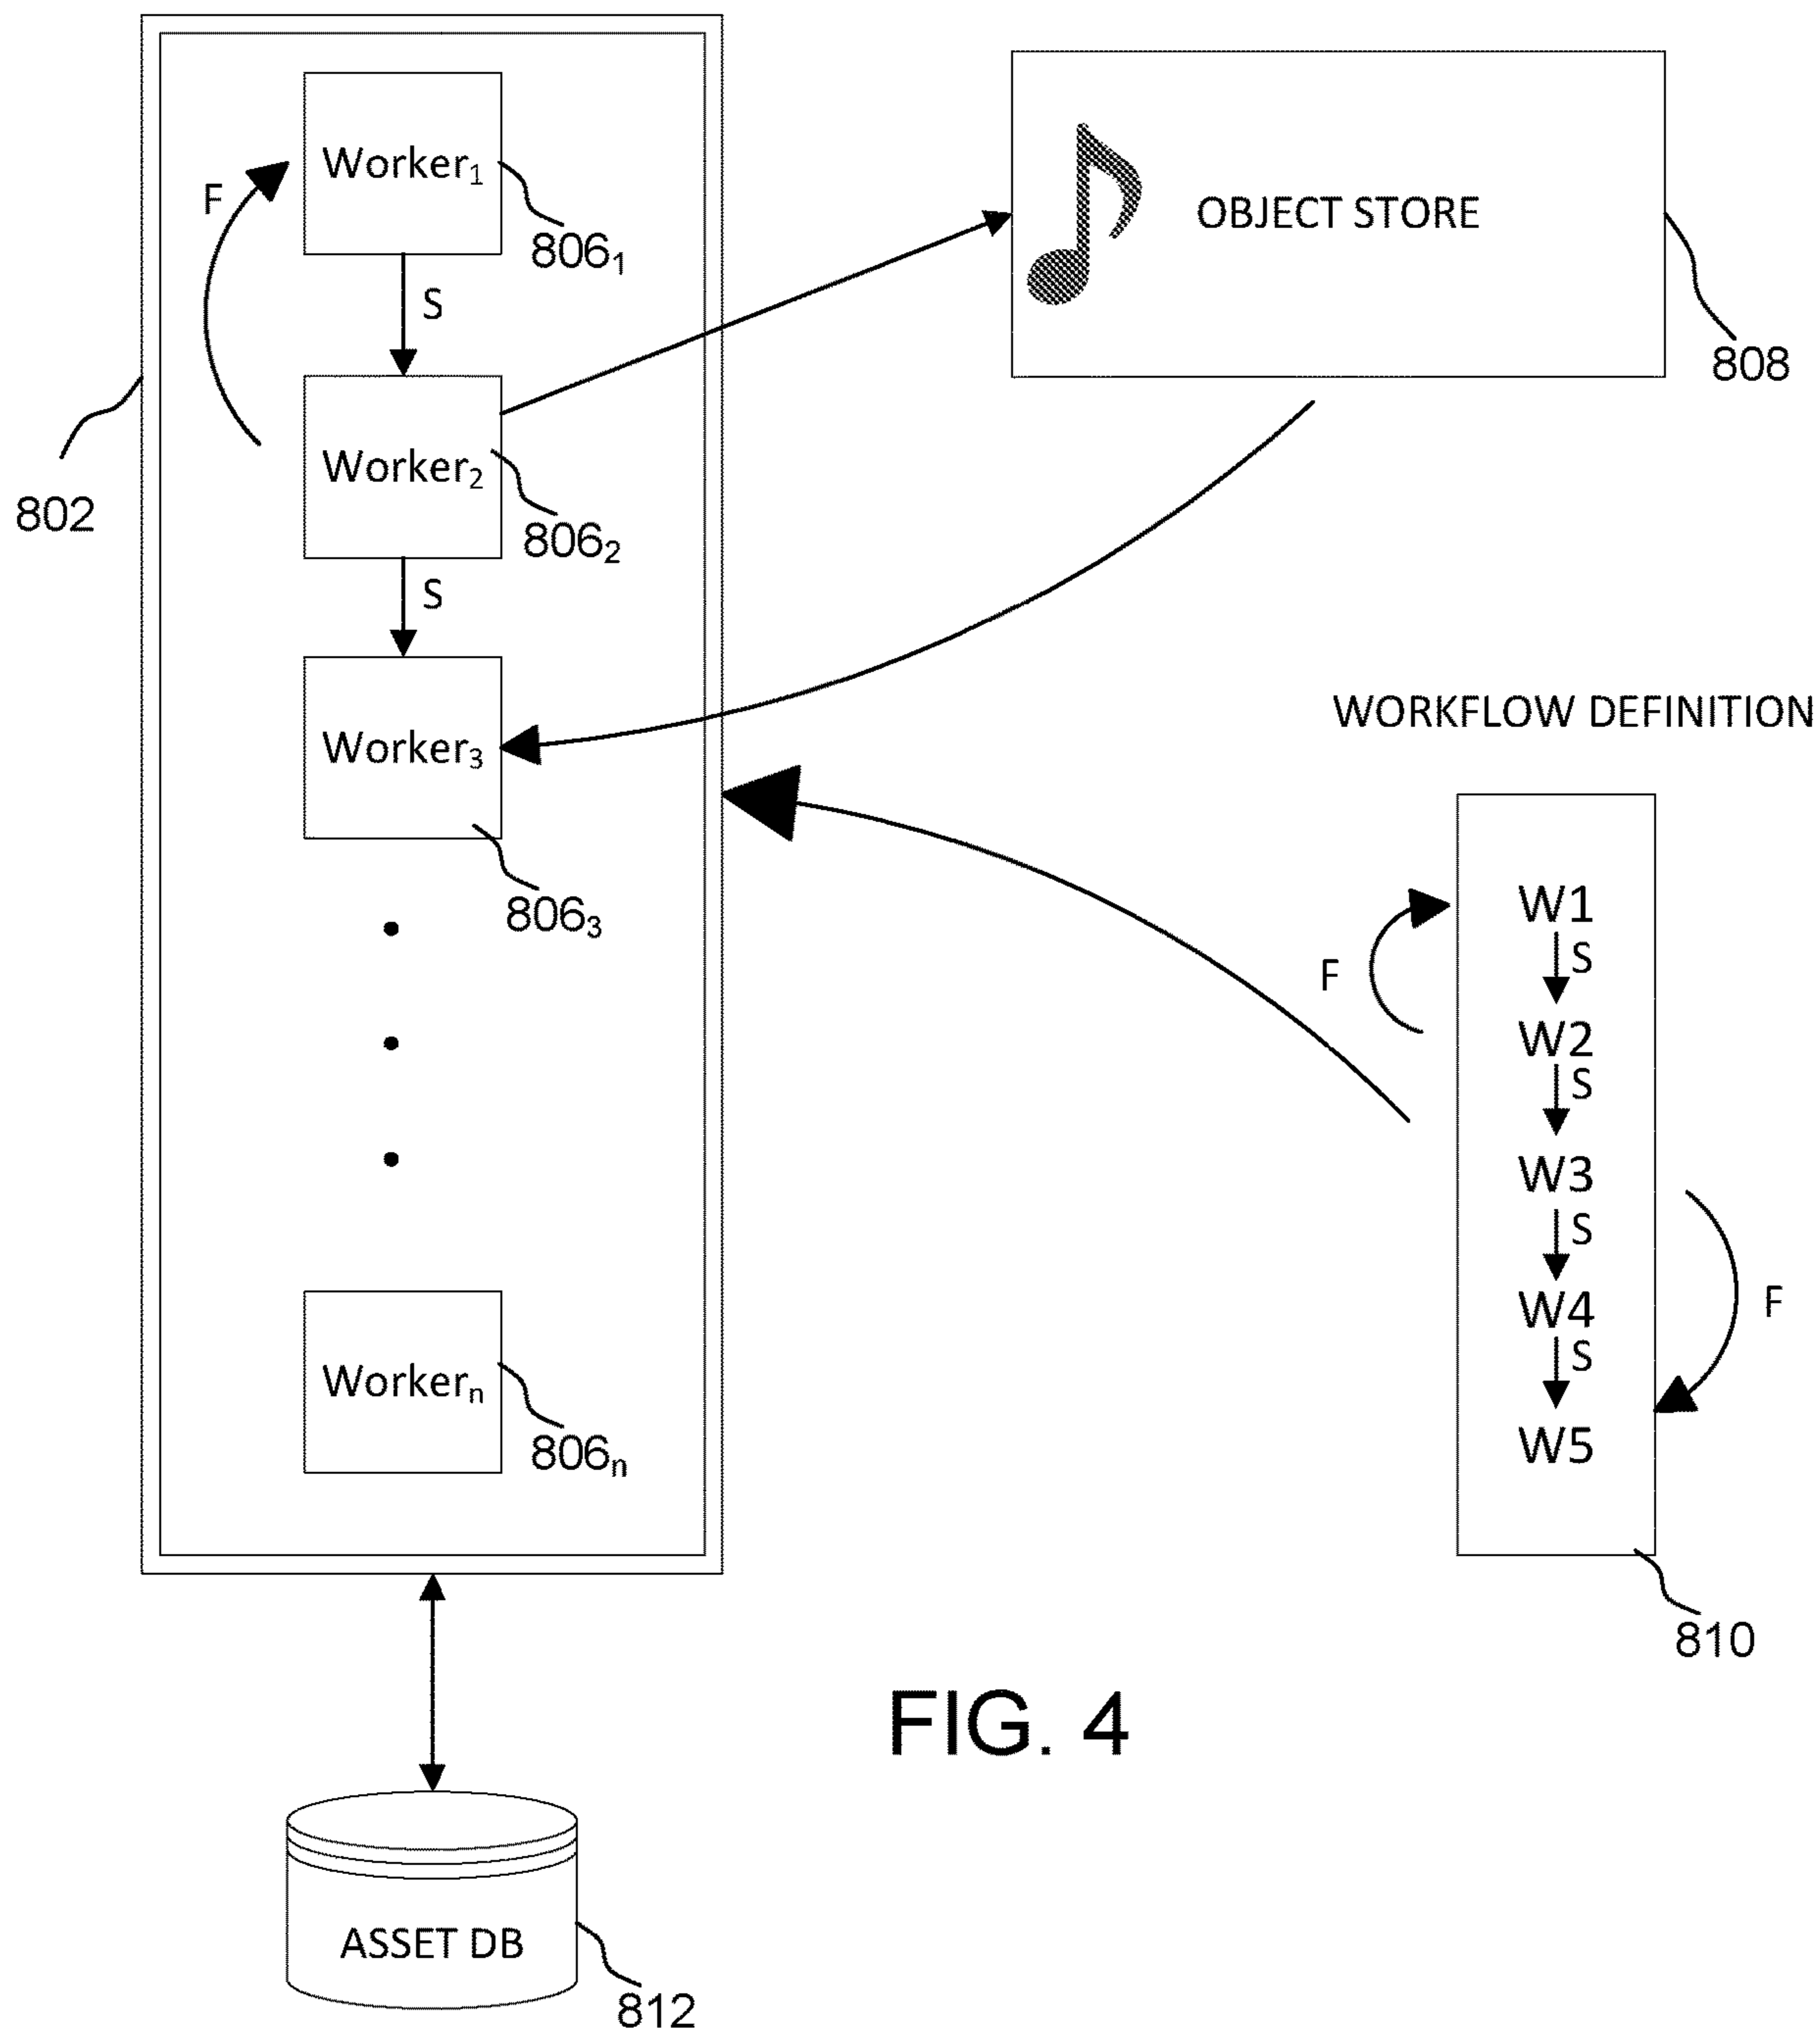 Worker₁
F
806₁
S
OBJECT STORE
808
Worker₂
802
806₂
S
Worker₃
806₃
WORKFLOW DEFINITION
W1
S
F
W2
S
W3
S
F
W4
S
W5
Workerₙ
806ₙ
810
FIG. 4
ASSET DB
812